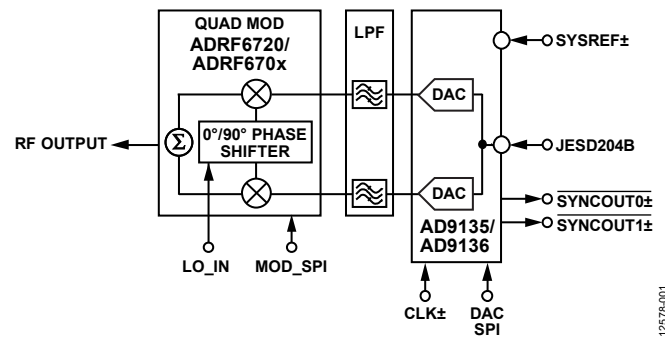 QUAD MOD
ADRF6720/
ADRF670x
LPF
SYSREF±
DAC
Σ
0°/90° PHASE
SHIFTER
RF OUTPUT
JESD204B
DAC
SYNCOUT0±
SYNCOUT1±
AD9135/
AD9136
LO_IN
MOD_SPI
CLK±
DAC
SPI
12578-001